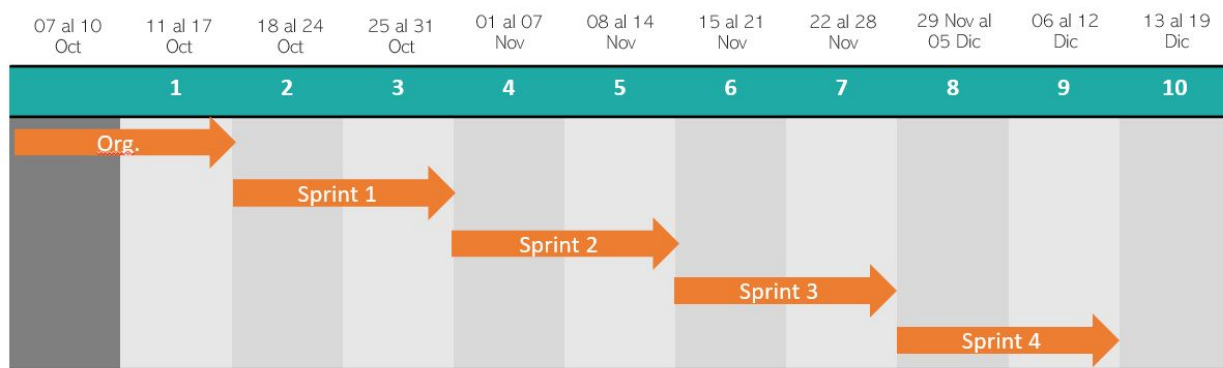 07 al 10
Oct
11 al 17
Oct
18 al 24
Oct
25 al 31
Oct
01 al 07
Nov
08 al 14
Nov
15 al 21
Nov
22 al 28
Nov
29 Nov al
05 Dic
06 al 12
Dic
13 al 19
Dic
1 2 3 4 5 6 7 8 9 10
Org.
Sprint 1
Sprint 2
Sprint 3
Sprint 4